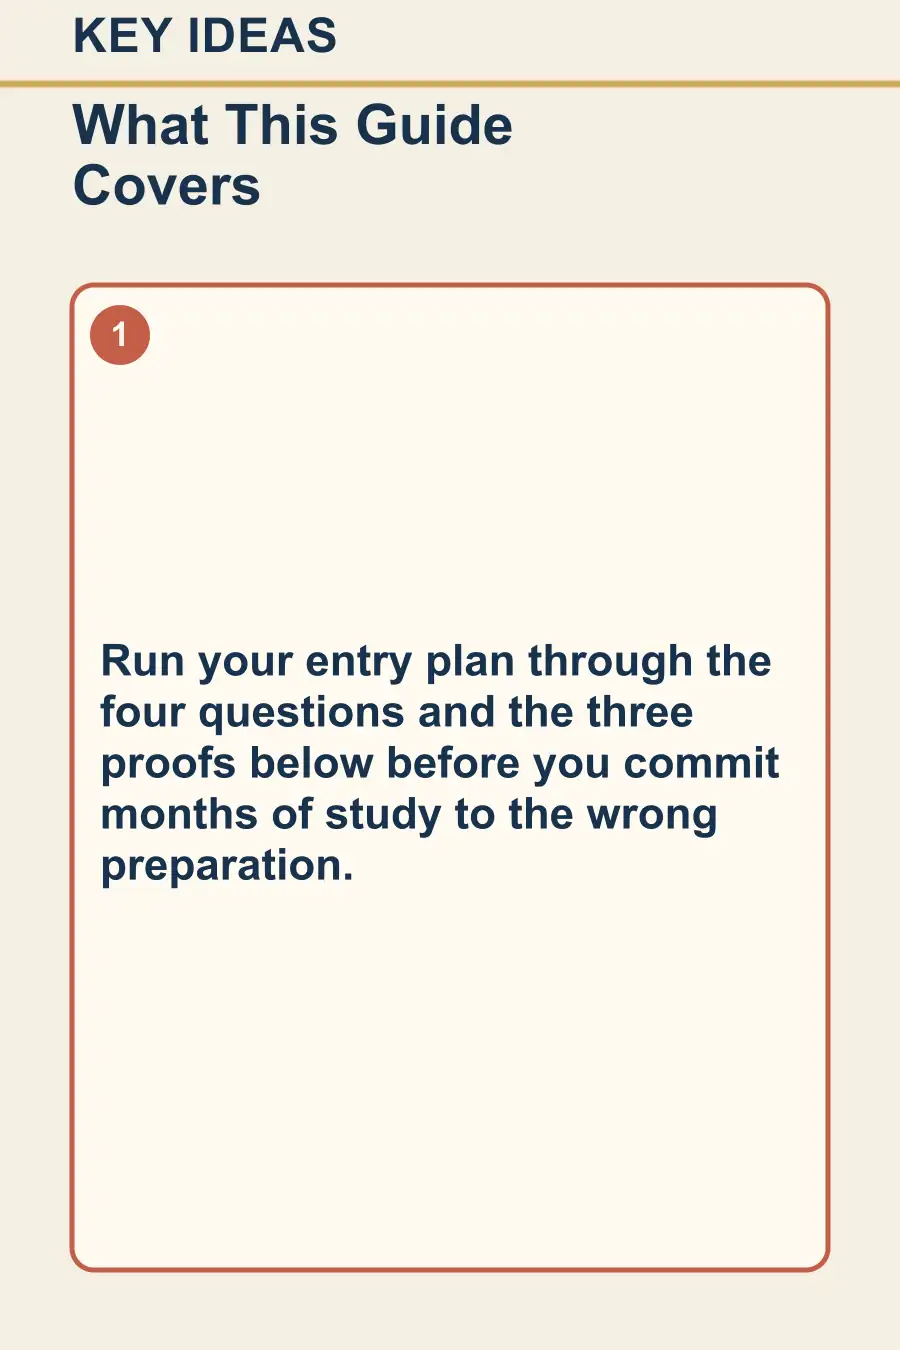 KEY IDEAS
What This Guide
Covers
1
Run your entry plan through the
four questions and the three
proofs below before you commit
months of study to the wrong
preparation.